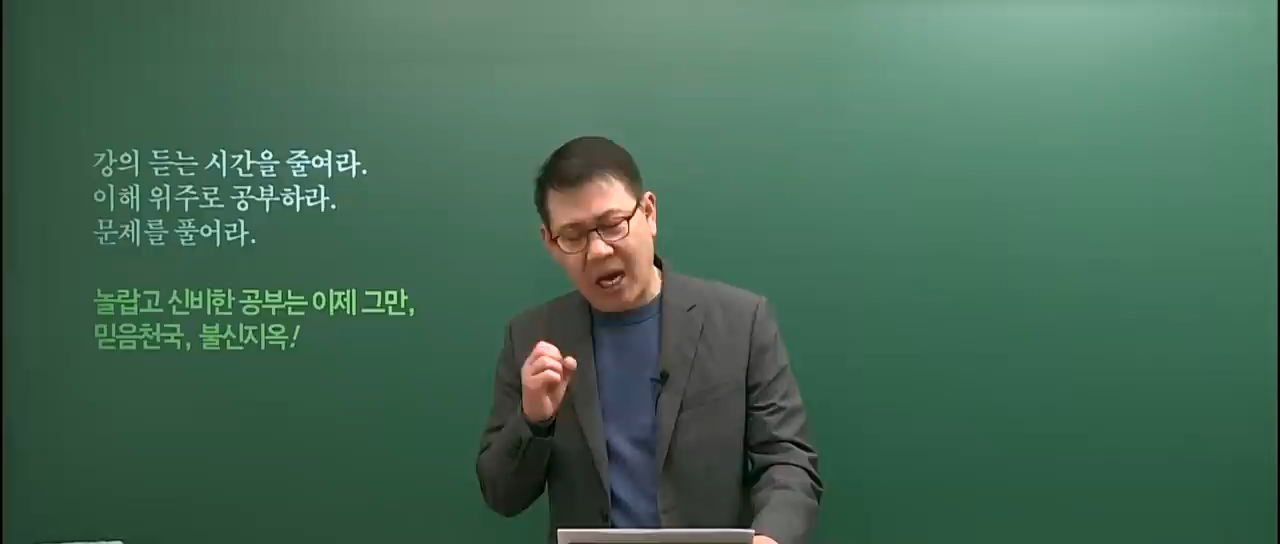 강의 듣는 시간을 줄여라.
이해 위주로 공부하라.
문제를 풀어라.
놀랍고 신비한 공부는 이제 그만,
믿음천국, 불신지옥!